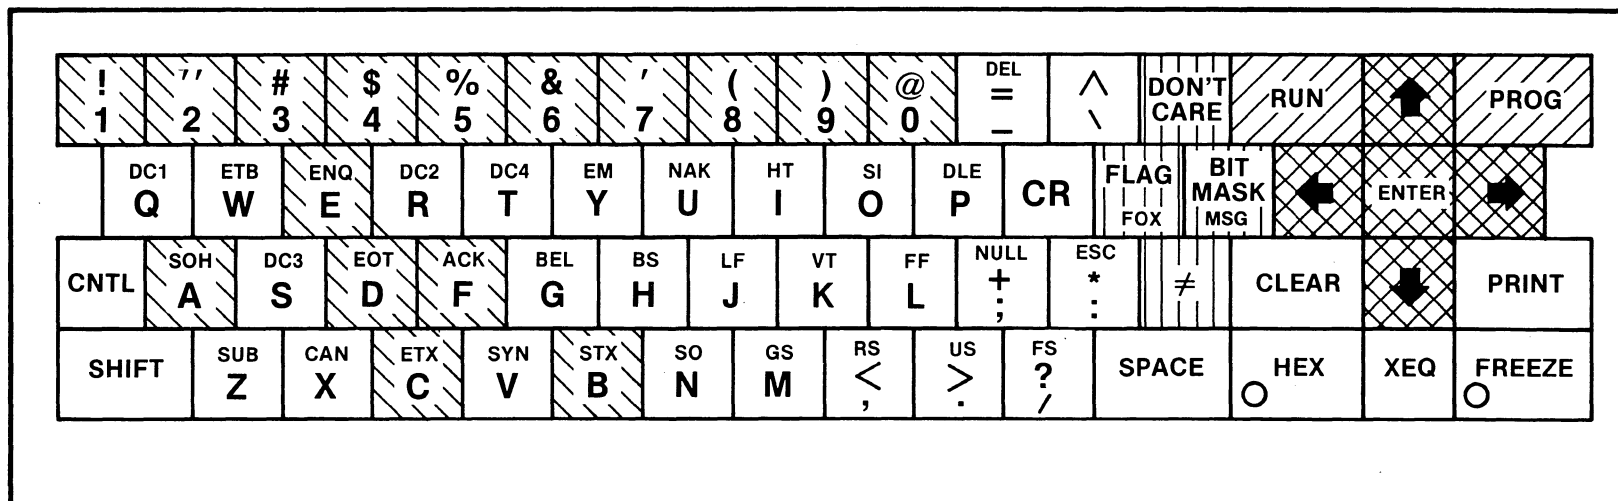 ! '' # $ % & ' ( ) @ DEL = ^ DON'T CARE RUN PROG
1 2 3 4 5 6 7 8 9 0 _ \
DC1 ETB ENQ DC2 DC4 EM NAK HT SI DLE FLAG BIT MASK
Q W E R T Y U I O P CR FOX MSG ENTER
SOH DC3 EOT ACK BEL BS LF VT FF NULL ESC
CNTL A S D F G H J K L + ; * : ≠ CLEAR PRINT
SUB CAN ETX SYN STX SO GS RS US FS
SHIFT Z X C V B N M < , > . ? / SPACE HEX XEQ FREEZE